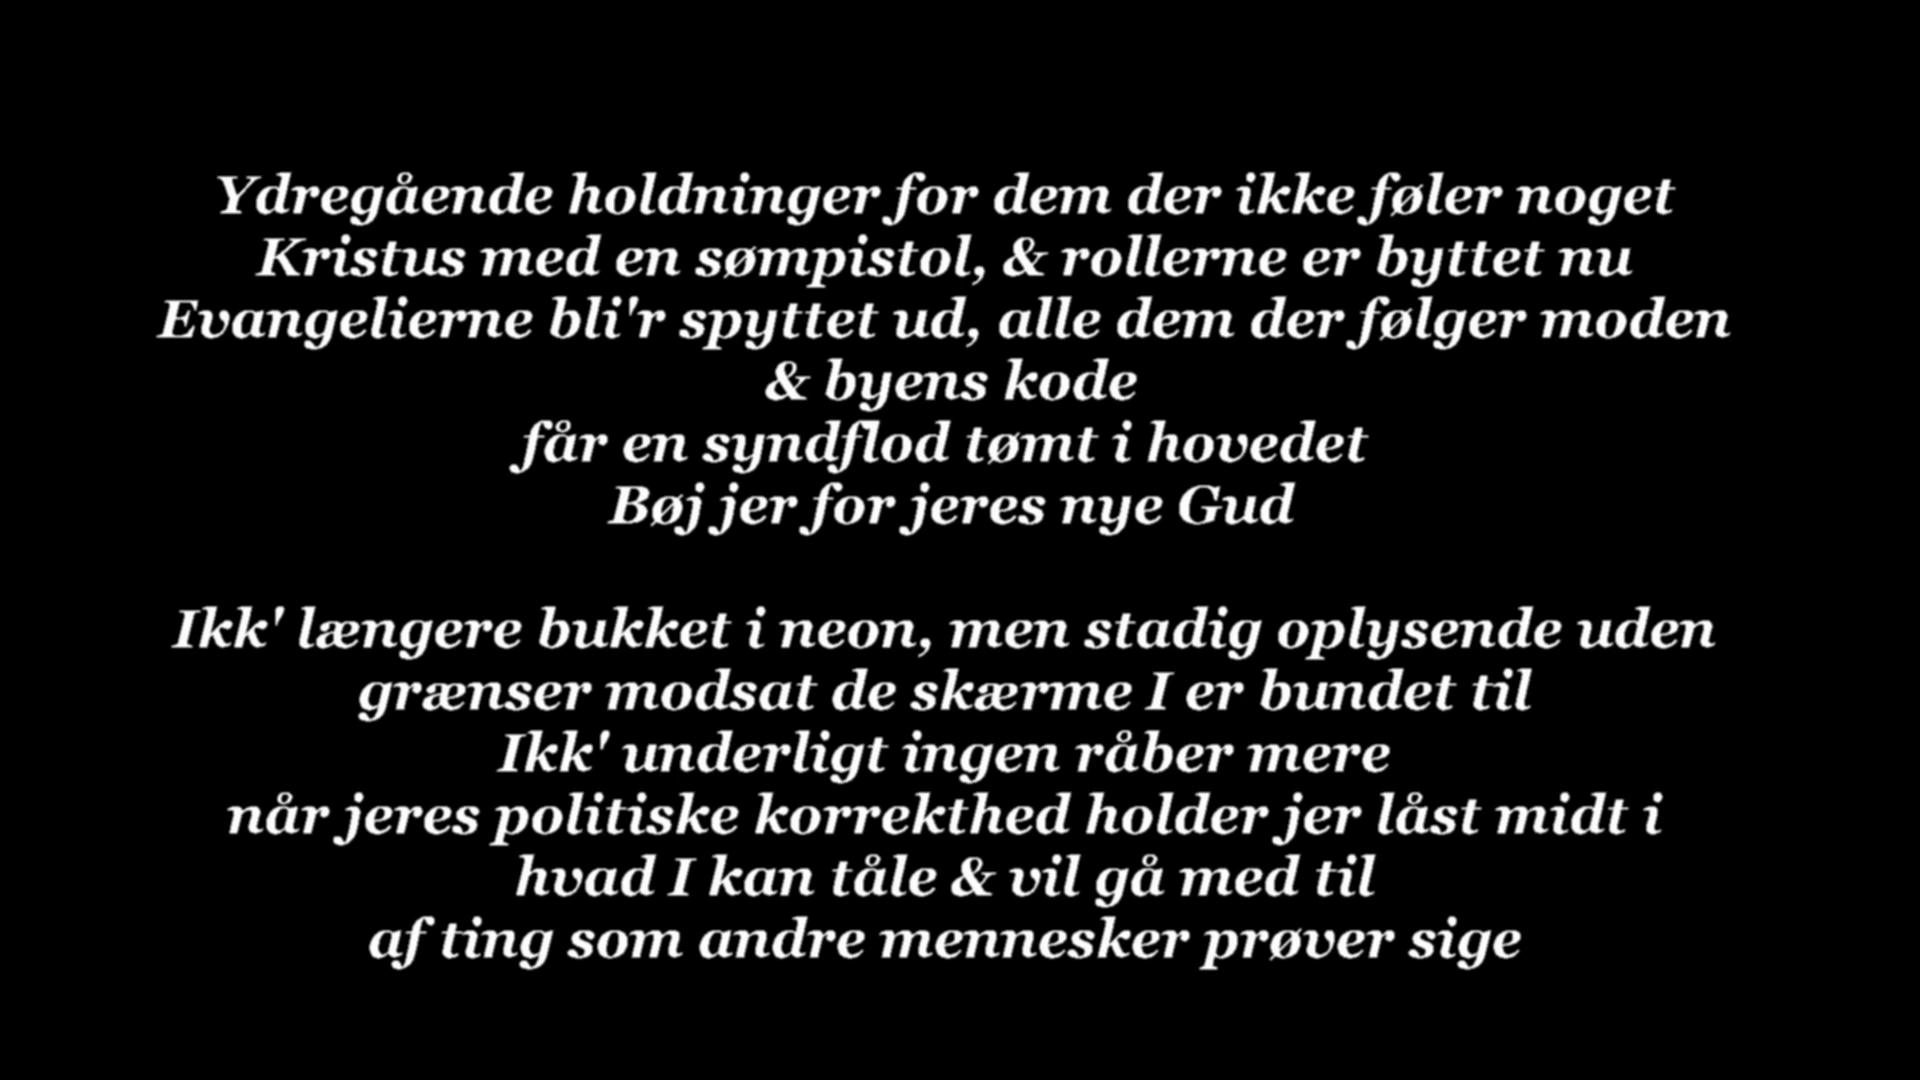 Ydregående holdninger for dem der ikke føler noget
Kristus med en sømpistol, & rollerne er byttet nu
Evangelierne bli'r spyttet ud, alle dem der følger moden
& byens kode
får en syndflod tømt i hovedet
Bøj jer for jeres nye Gud
Ikk' længere bukket i neon, men stadig oplysende uden
grænser modsat de skærme I er bundet til
Ikk' underligt ingen råber mere
når jeres politiske korrekthed holder jer låst midt i
hvad I kan tåle & vil gå med til
af ting som andre mennesker prøver sige